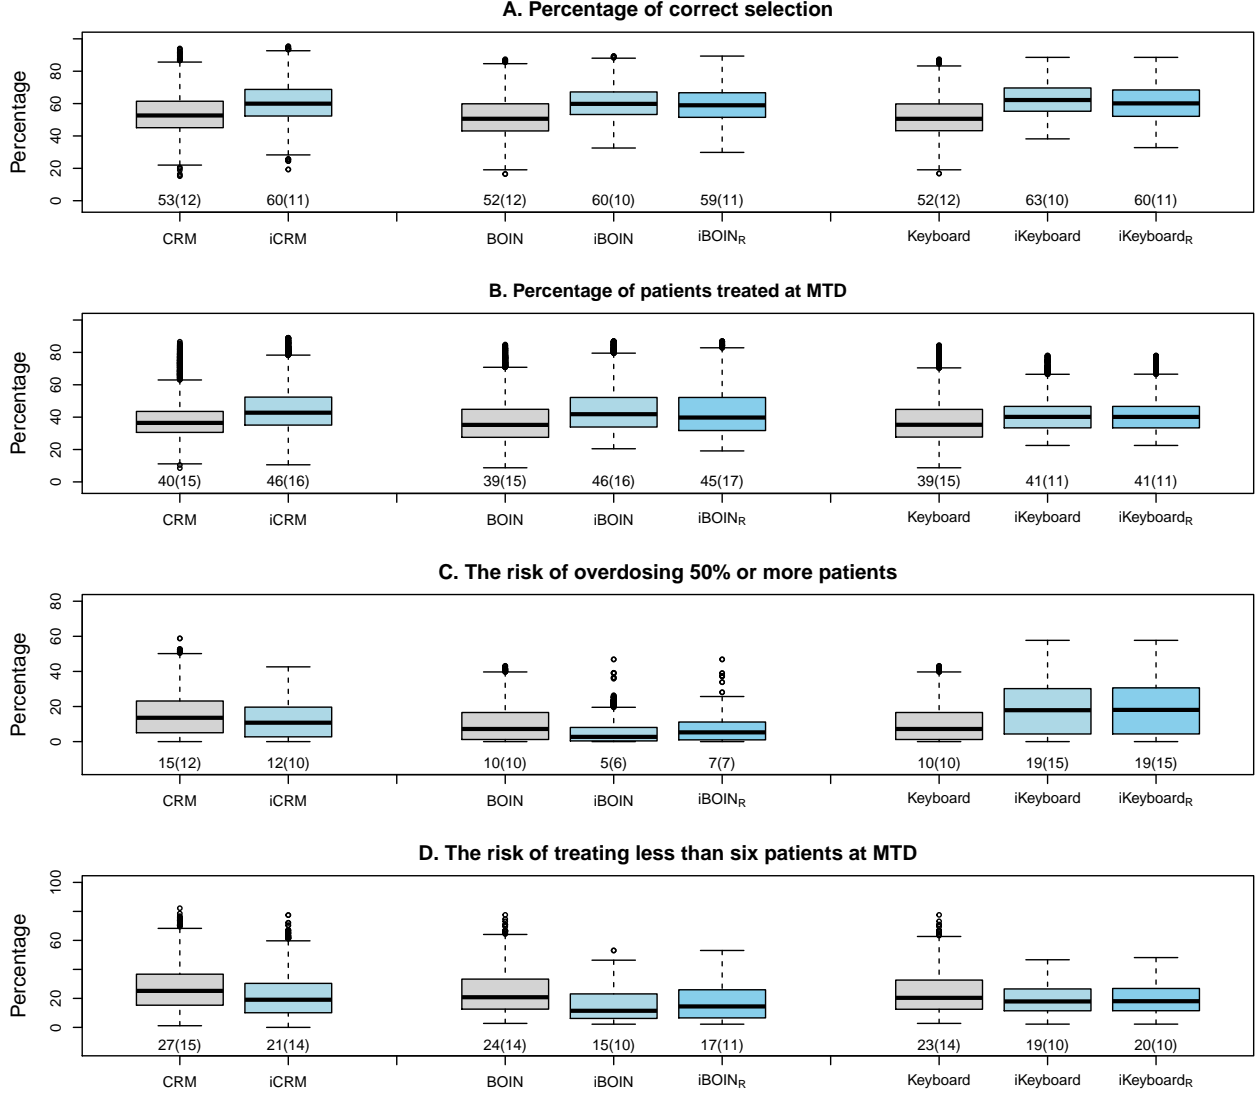 A. Percentage of correct selection
Percentage
0 20 40 60 80
53(12) 60(11) 52(12) 60(10) 59(11) 52(12) 63(10) 60(11)
CRM iCRM BOIN iBOIN iBOINR Keyboard iKeyboard iKeyboardR
B. Percentage of patients treated at MTD
Percentage
0 20 40 60 80
40(15) 46(16) 39(15) 46(16) 45(17) 39(15) 41(11) 41(11)
CRM iCRM BOIN iBOIN iBOINR Keyboard iKeyboard iKeyboardR
C. The risk of overdosing 50% or more patients
Percentage
0 20 40 60 80
15(12) 12(10) 10(10) 5(6) 7(7) 10(10) 19(15) 19(15)
CRM iCRM BOIN iBOIN iBOINR Keyboard iKeyboard iKeyboardR
D. The risk of treating less than six patients at MTD
Percentage
0 20 40 60 100
27(15) 21(14) 24(14) 15(10) 17(11) 23(14) 19(10) 20(10)
CRM iCRM BOIN iBOIN iBOINR Keyboard iKeyboard iKeyboardR